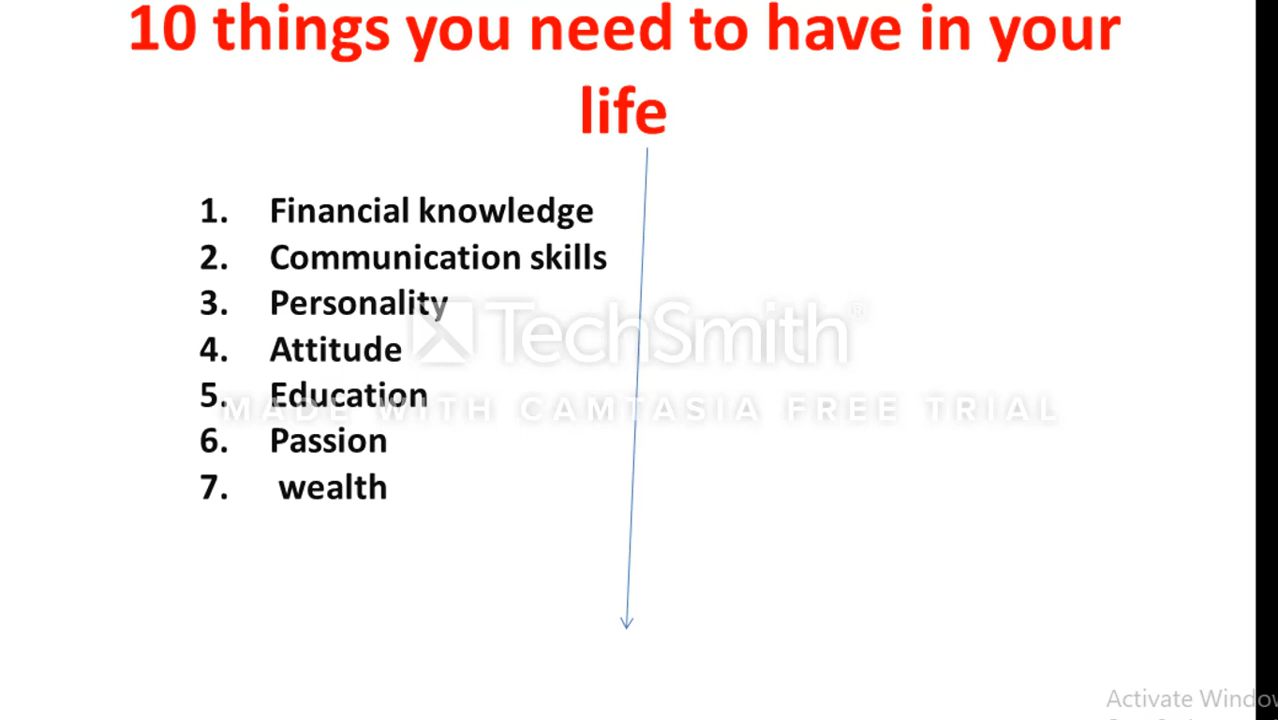 10 things you need to have in your
life
1. Financial knowledge
2. Communication skills
3. Personality
4. Attitude
5. Education
6. Passion
7. wealth
TechSmith®
MADE WITH CAMTASIA FREE TRIAL
Activate Window